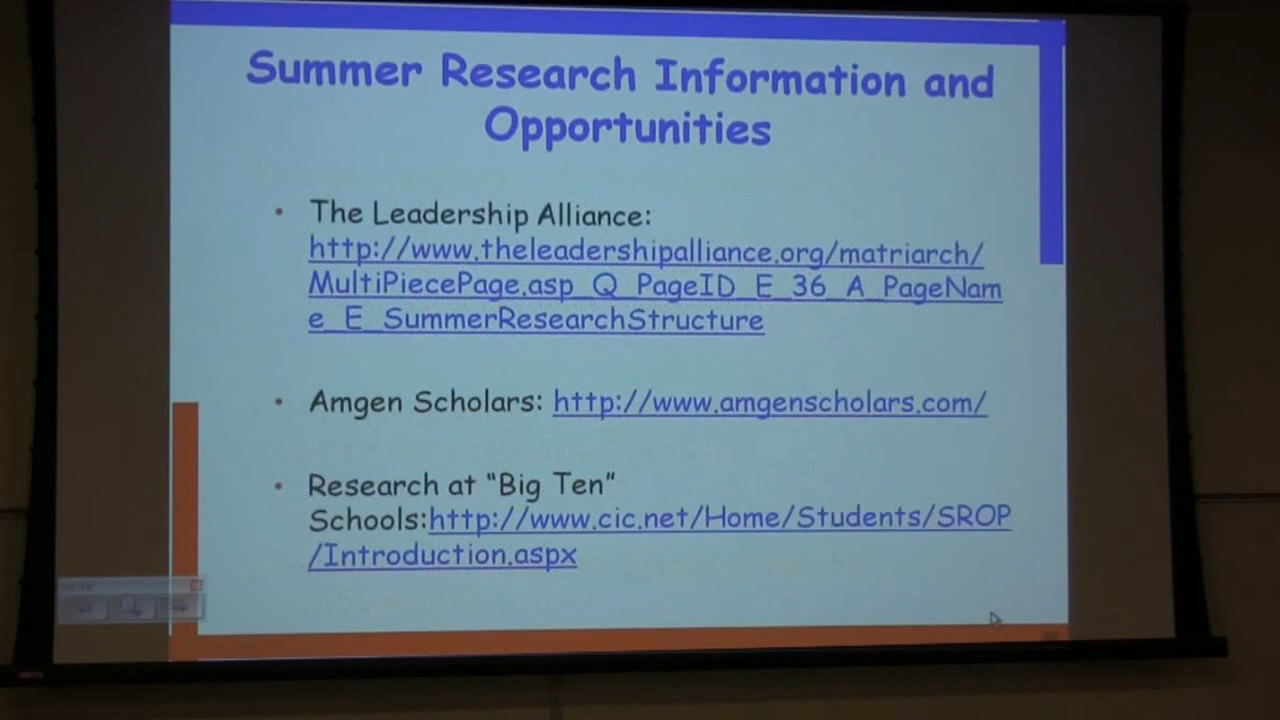 Summer Research Information and
Opportunities
• The Leadership Alliance:
http://www.theleadershipalliance.org/matriarch/
MultiPiecePage.asp_Q_PageID_E_36_A_PageNam
e_E_SummerResearchStructure
• Amgen Scholars: http://www.amgenscholars.com/
• Research at “Big Ten”
Schools:http://www.cic.net/Home/Students/SROP
/Introduction.aspx